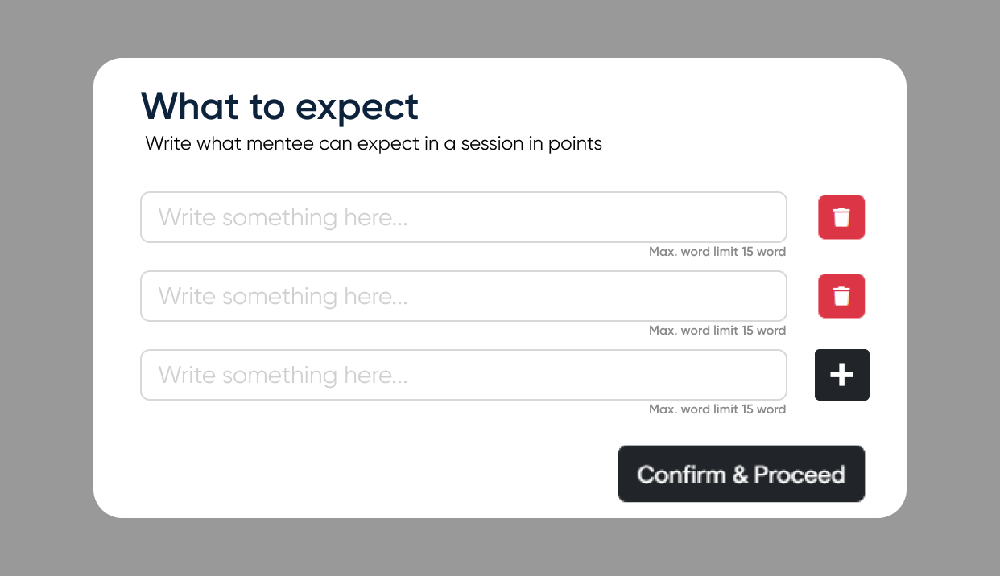 What to expect
Write what mentee can expect in a session in points
Write something here...
Max. word limit 15 word
Write something here...
Max. word limit 15 word
Write something here...
Max. word limit 15 word
Confirm & Proceed